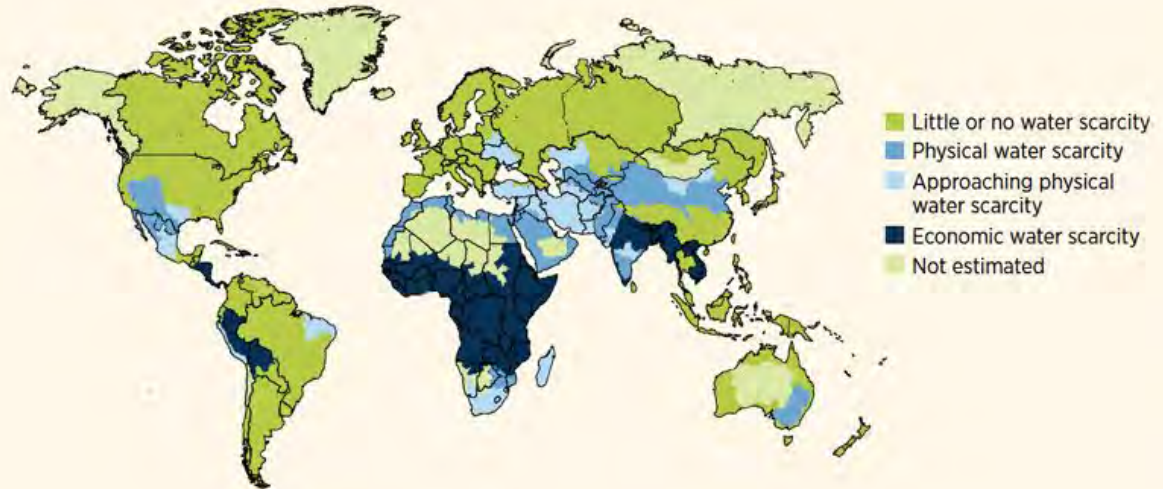 Little or no water scarcity
Physical water scarcity
Approaching physical
water scarcity
Economic water scarcity
Not estimated